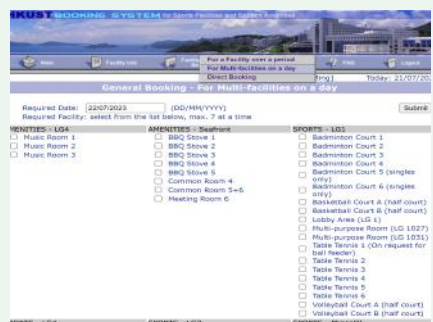 HKUST BOOKING SYSTEM for Sports Facilities and Student Amenities
Main
Facility Info
For a Facility over a period
For Multi-facilities on a day
Direct Booking
FAQ
Logout
Today: 21/07/202
General Booking - For Multi-facilities on a day
Required Date: 22/07/2023 (DD/MM/YYYY)
Submit
Required Facility: select from the list below, max. 7 at a time
MENITIES - LG4
Music Room 1
Music Room 2
Music Room 3
AMENITIES - Seafront
BBQ Stove 1
BBQ Stove 2
BBQ Stove 3
BBQ Stove 4
BBQ Stove 5
Common Room 4
Common Room 5+6
Meeting Room 6
SPORTS - LG1
Badminton Court 1
Badminton Court 2
Badminton Court 3
Badminton Court 4
Badminton Court 5 (singles
only)
Badminton Court 6 (singles
only)
Basketball Court A (half court)
Basketball Court B (half court)
Lobby Area (LG 1)
Multi-purpose Room (LG 1027)
Multi-purpose Room (LG 1031)
Table Tennis 1 (On request for
ball feeder)
Table Tennis 2
Table Tennis 3
Table Tennis 4
Table Tennis 5
Table Tennis 6
Volleyball Court A (half court)
Volleyball Court B (half court)